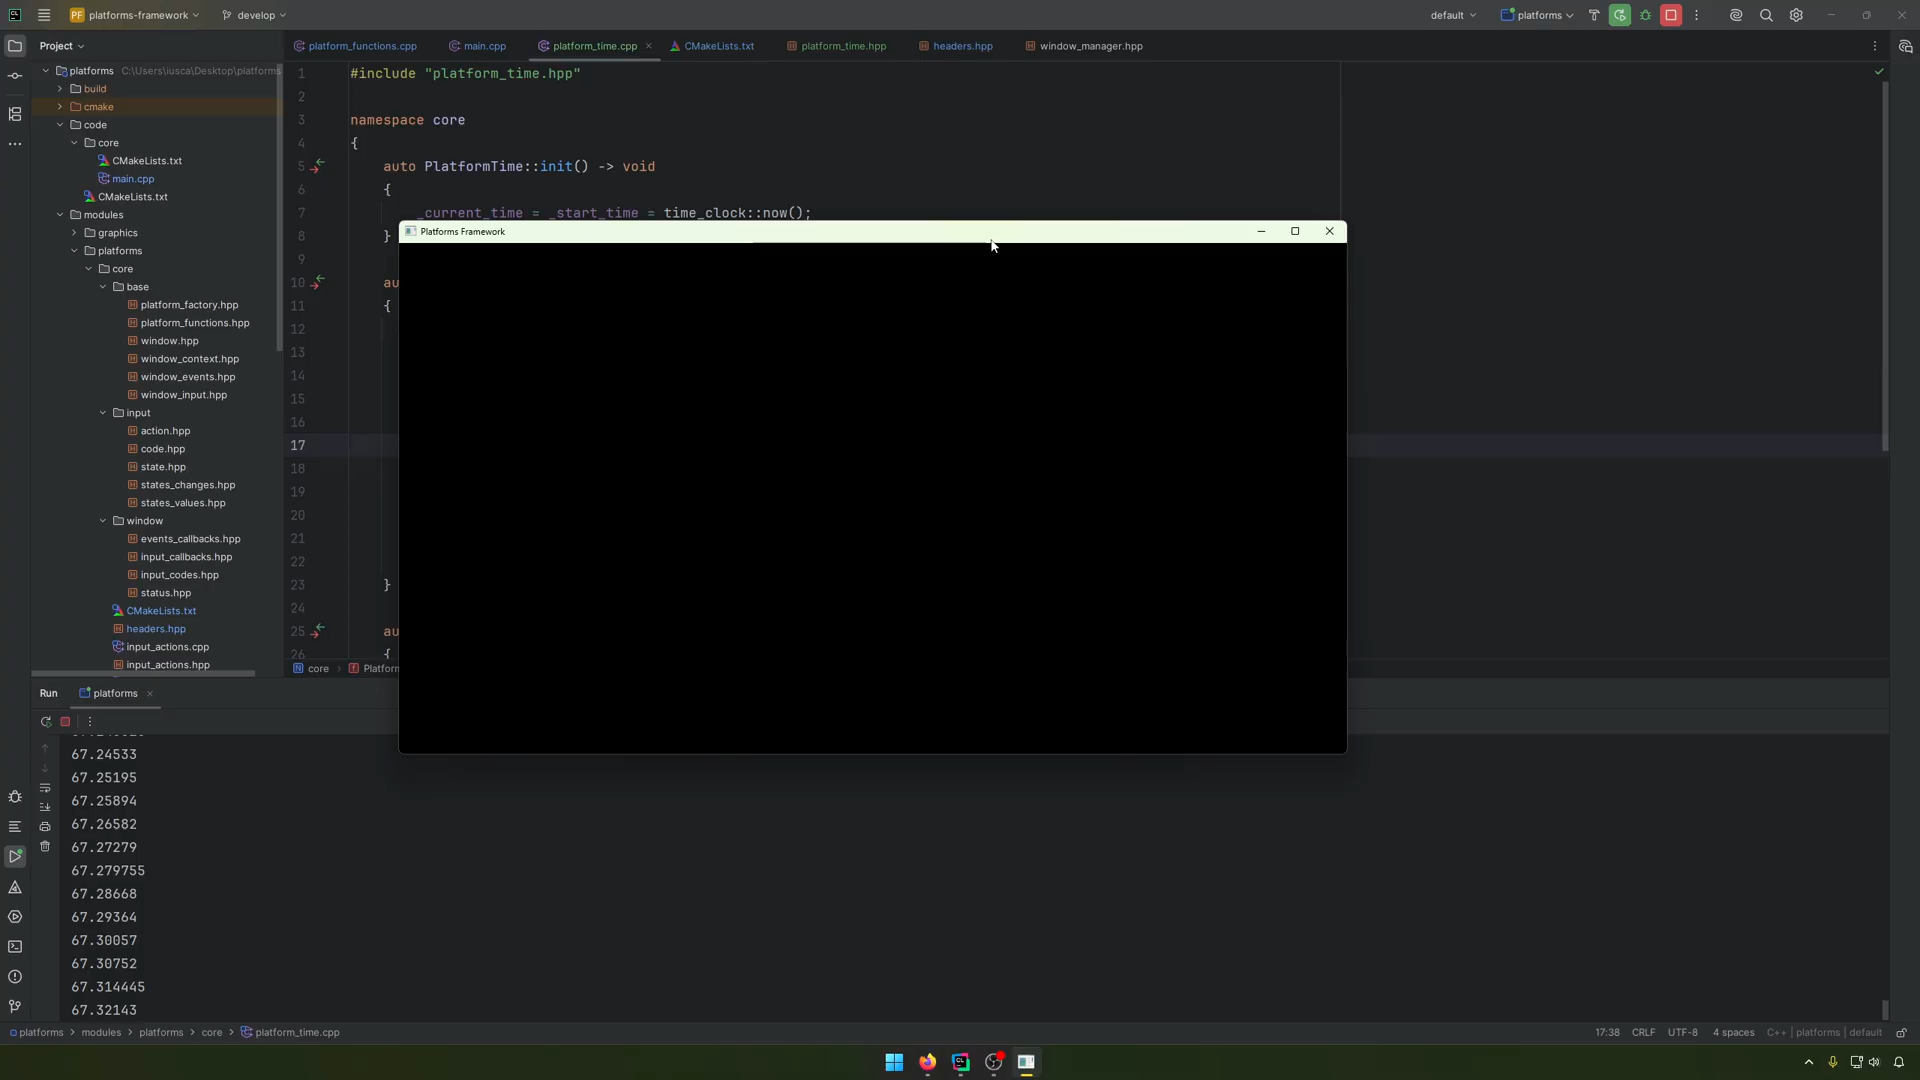 PF platforms-framework
develop
default
platforms
Project
platform_functions.cpp
main.cpp
platform_time.cpp
CMakeLists.txt
platform_time.hpp
headers.hpp
window_manager.hpp
platforms C:\Users\iusca\Desktop\platforms
build
cmake
code
core
CMakeLists.txt
main.cpp
CMakeLists.txt
modules
graphics
platforms
core
base
platform_factory.hpp
platform_functions.hpp
window.hpp
window_context.hpp
window_events.hpp
window_input.hpp
input
action.hpp
code.hpp
state.hpp
states_changes.hpp
states_values.hpp
window
events_callbacks.hpp
input_callbacks.hpp
input_codes.hpp
status.hpp
CMakeLists.txt
headers.hpp
input_actions.cpp
input_actions.hpp
1 #include "platform_time.hpp"
2
3 namespace core
4 {
5 auto PlatformTime::init() -> void
6 {
7 _current_time = _start_time = time_clock::now();
8 }
9
10 au
11 {
12
13
14
15
16
17
18
19
20
21
22
23 }
24
25 au
26 {
Platforms Framework
core
Platfor
Run
platforms
67.24533
67.25195
67.25894
67.26582
67.27279
67.279755
67.28668
67.29364
67.30057
67.30752
67.314445
67.32143
platforms > modules > platforms > core > platform_time.cpp
17:38 CRLF UTF-8 4 spaces C++ | platforms | default